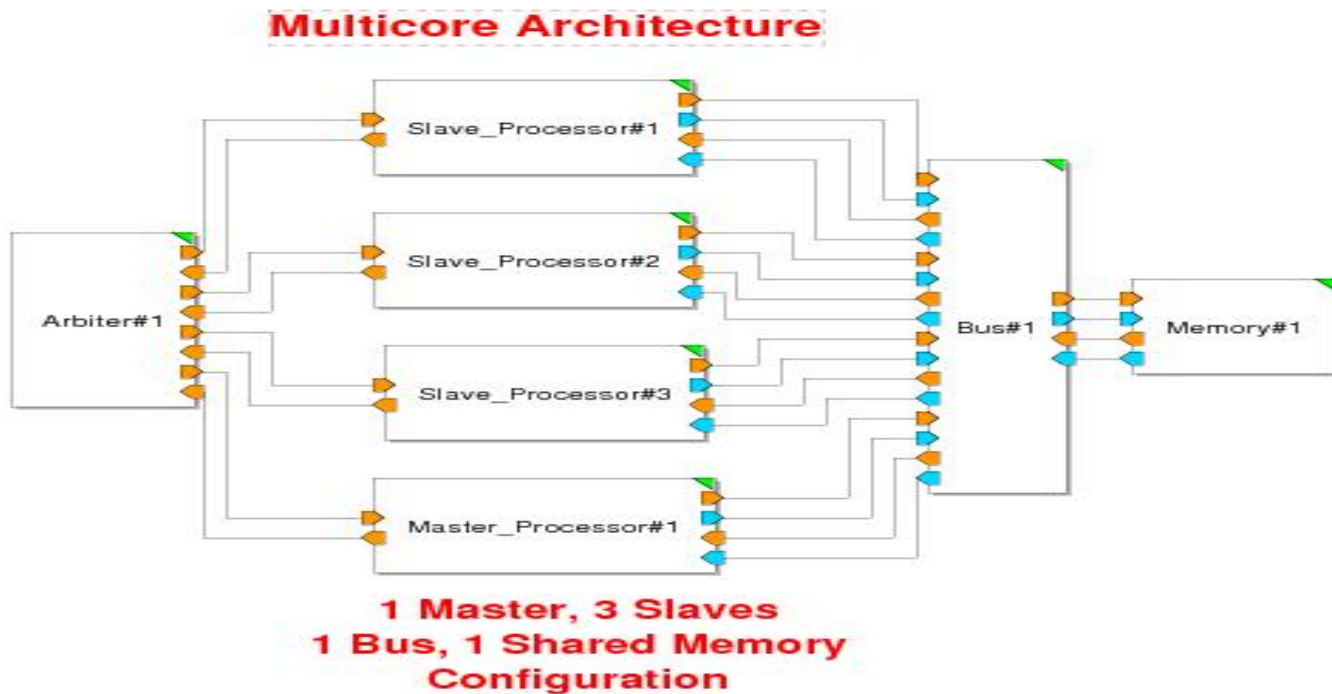 Multicore Architecture
Slave_Processor#1
Slave_Processor#2
Arbiter#1
Bus#1
Memory#1
Slave_Processor#3
Master_Processor#1
1 Master, 3 Slaves
1 Bus, 1 Shared Memory
Configuration